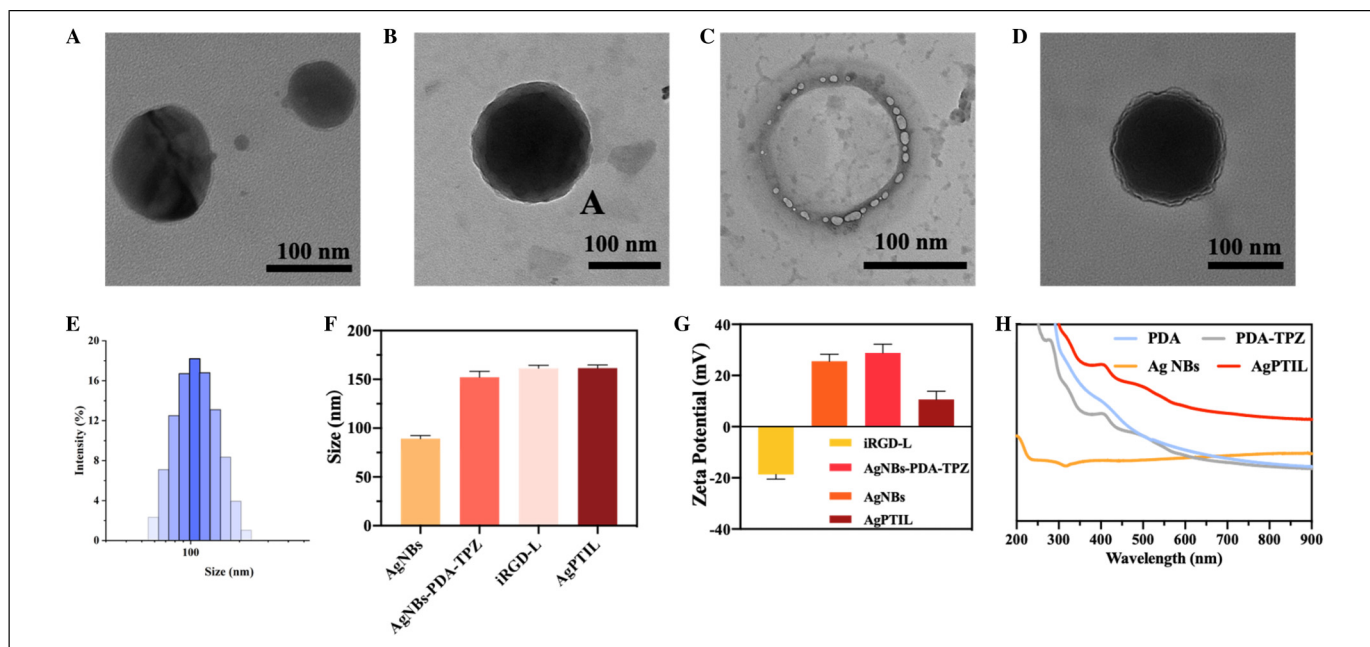 A
B
C
D
100 nm
A
100 nm
100 nm
100 nm
E
F
G
H
20
18
16
12
8
4
0
Intensity (%)
100
Size (nm)
200
150
100
50
0
Size (nm)
AgNBs
AgNBs-PDA-TPZ
iRGD-L
AgPTIL
40
20
0
-20
-40
Zeta Potential (mV)
iRGD-L
AgNBs-PDA-TPZ
AgNBs
AgPTIL
PDA
PDA-TPZ
Ag NBs
AgPTIL
200 300 400 500 600 700 800 900
Wavelength (nm)